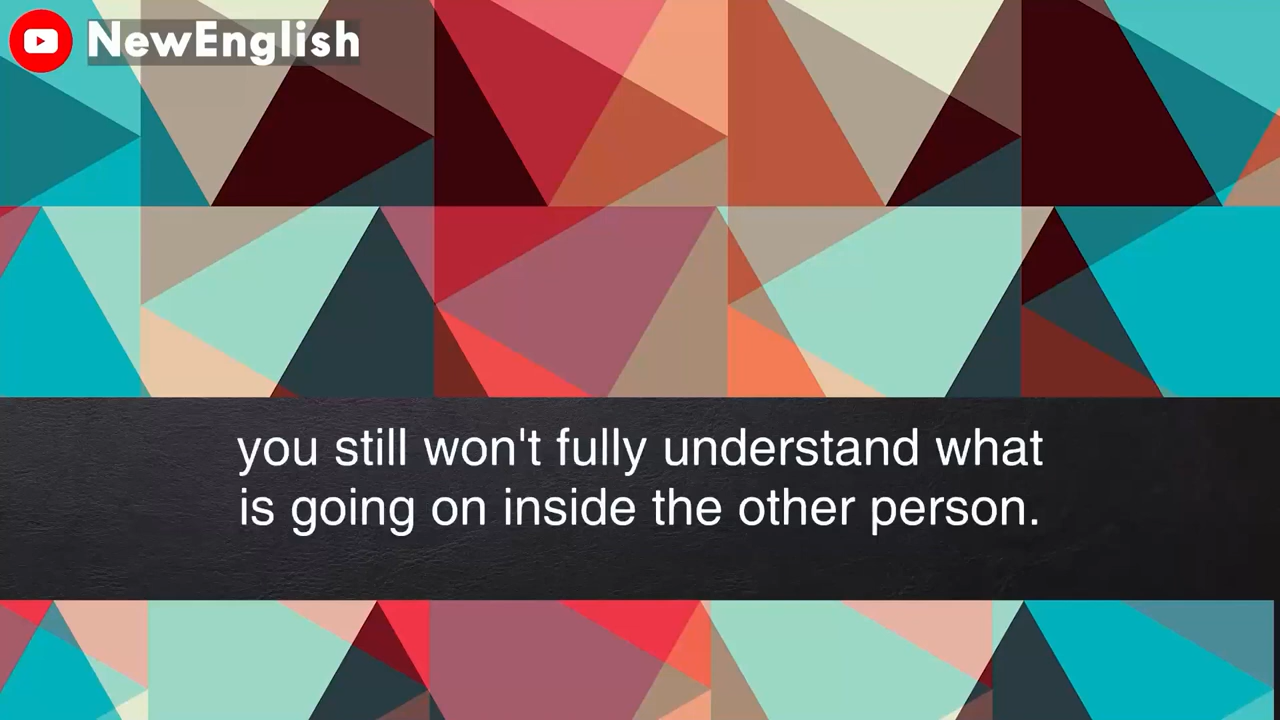 NewEnglish
you still won't fully understand what
is going on inside the other person.